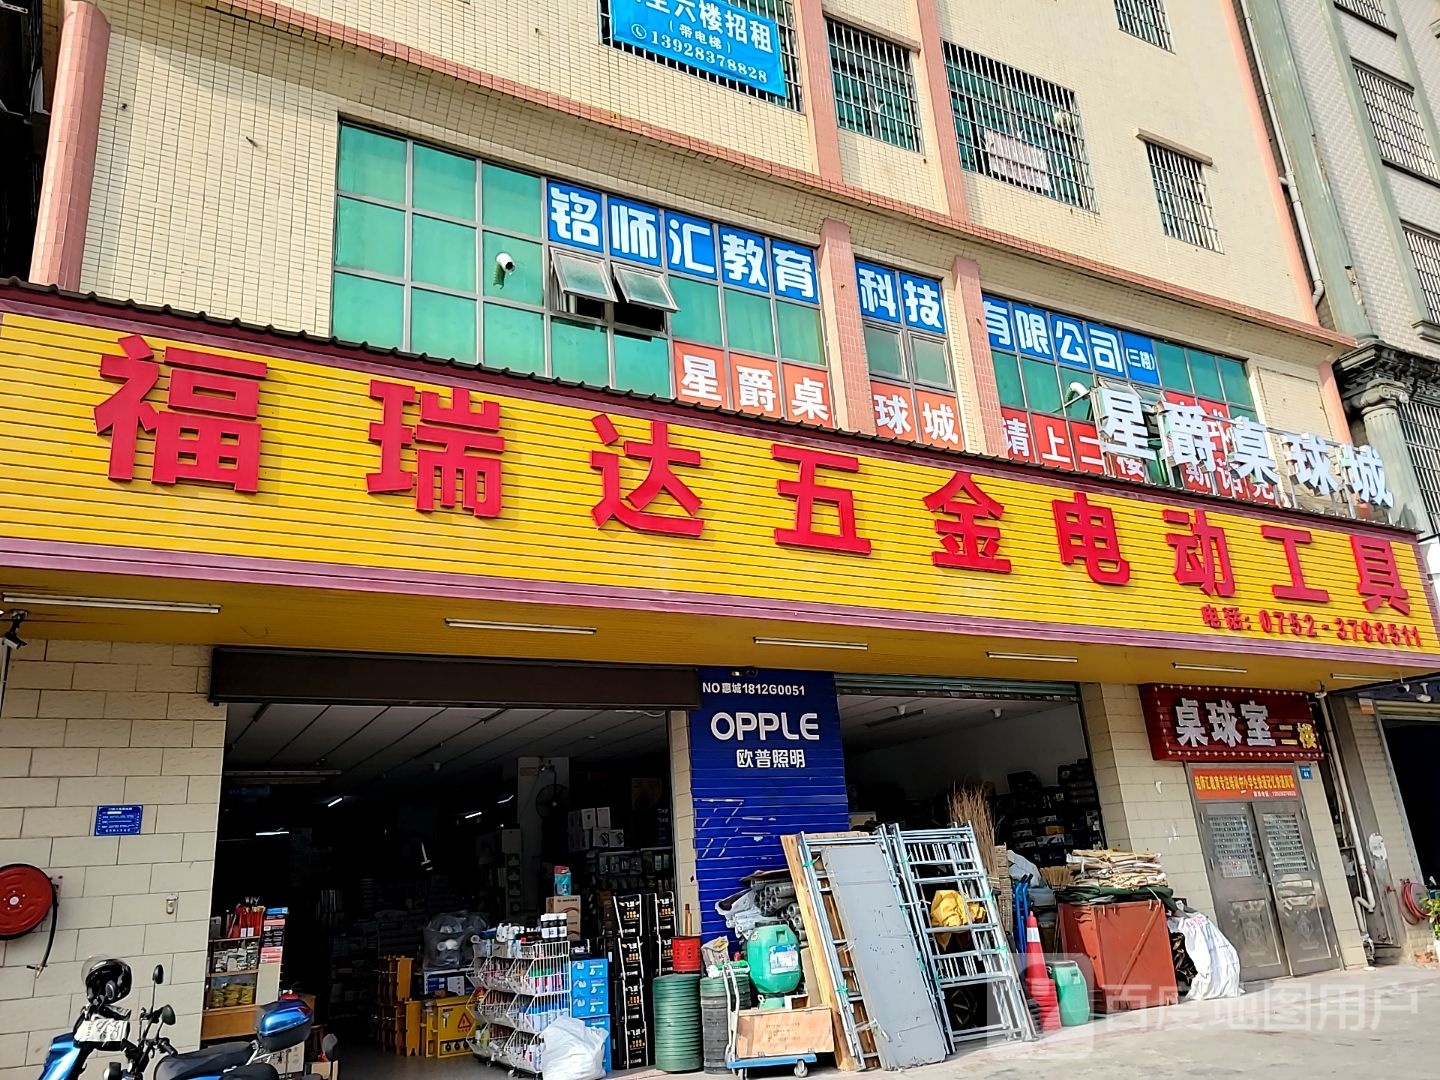 六楼招租
（带电梯）
13928378828
铭师汇教育科技有限公司(三楼)
星爵桌球城请上二楼
星爵桌球城
福瑞达五金电动工具
电话:0752-3798511
NO惠城1812G0051
OPPLE
欧普照明
桌球室二楼
百度地图用户